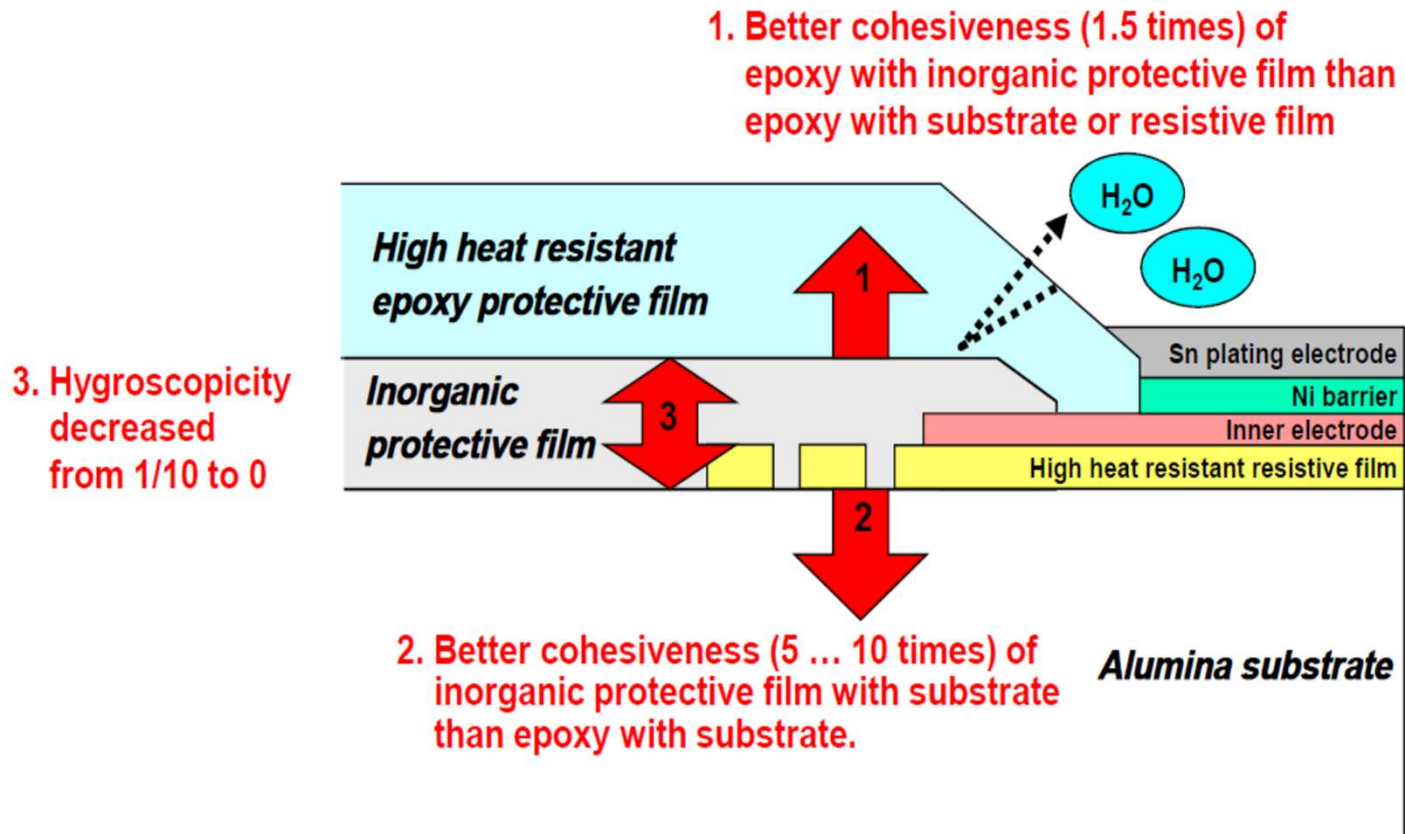 1. Better cohesiveness (1.5 times) of
epoxy with inorganic protective film than
epoxy with substrate or resistive film
H₂O
H₂O
High heat resistant
epoxy protective film
1
Sn plating electrode
Ni barrier
Inner electrode
High heat resistant resistive film
3. Hygroscopicity
decreased
from 1/10 to 0
Inorganic
protective film
3
2
2. Better cohesiveness (5 ... 10 times) of
inorganic protective film with substrate
than epoxy with substrate.
Alumina substrate